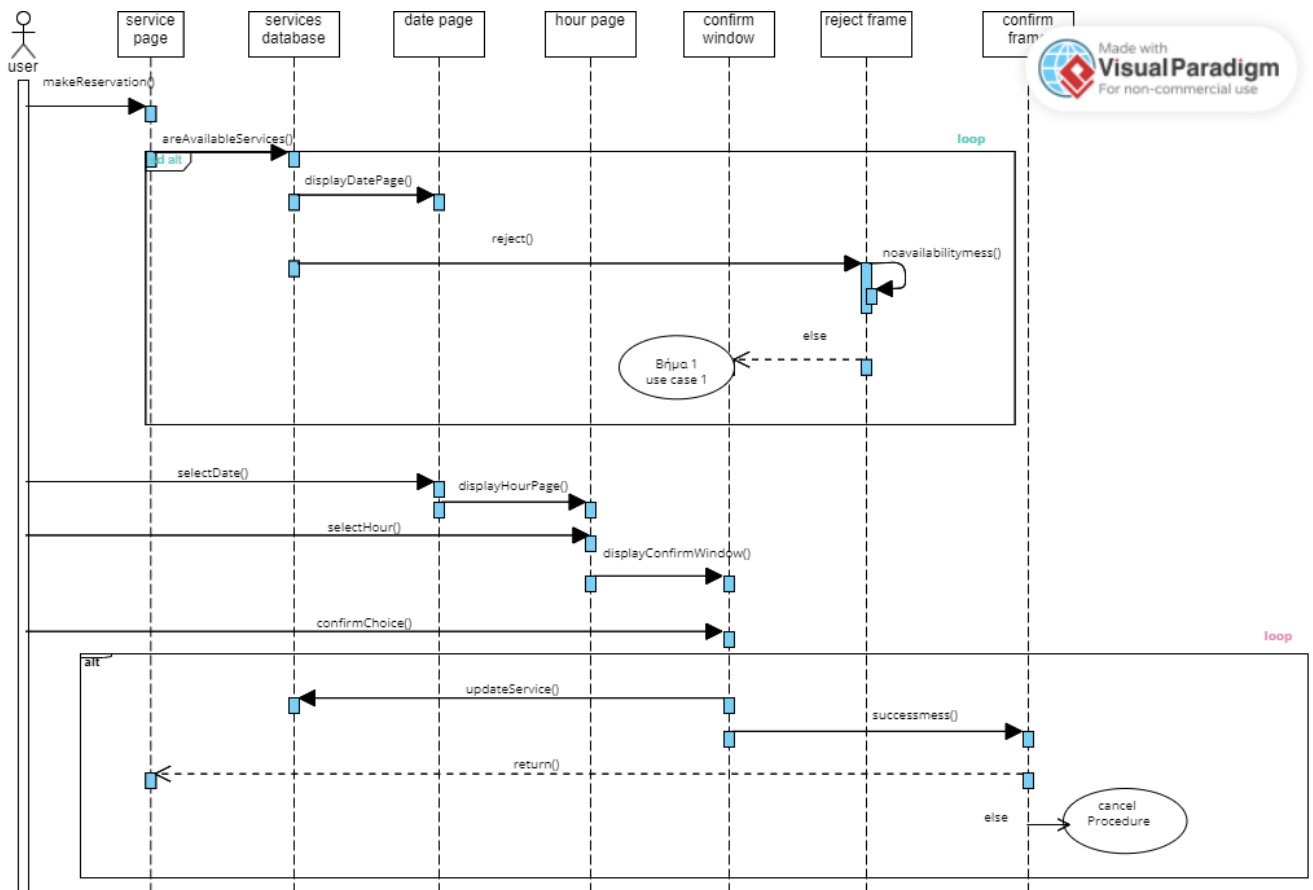 service
page
services
database
date page
hour page
confirm
window
reject frame
confirm
frame
Made with
Visual Paradigm
For non-commercial use
user
makeReservation()
areAvailableServices()
loop
sd alt
displayDatePage()
reject()
noavailabilitymess()
else
Βήμα 1
use case 1
selectDate()
displayHourPage()
selectHour()
displayConfirmWindow()
confirmChoice()
loop
alt
updateService()
successmess()
return()
else
cancel
Procedure